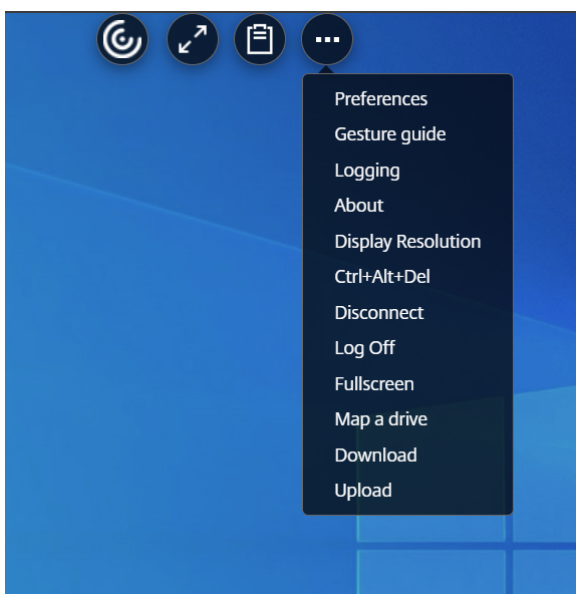 Preferences
Gesture guide
Logging
About
Display Resolution
Ctrl+Alt+Del
Disconnect
Log Off
Fullscreen
Map a drive
Download
Upload